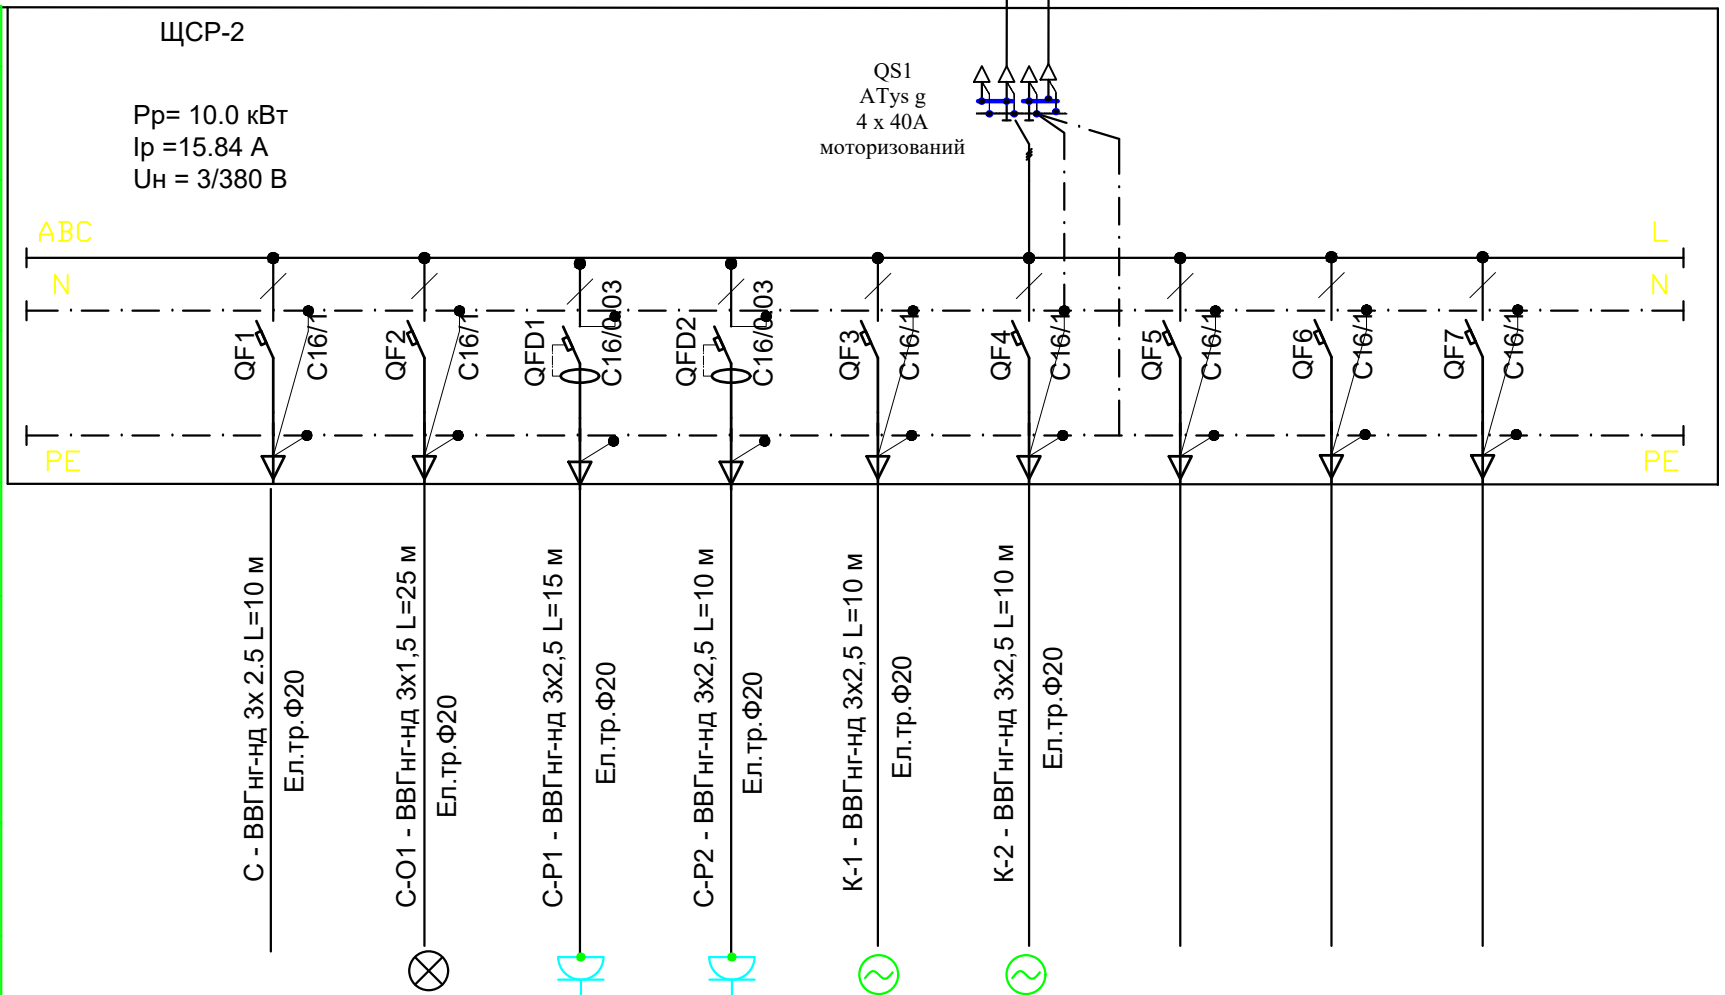 ЩСР-2
Рр= 10.0 кВт
Ip =15.84 А
Uн = 3/380 В
QS1
ATys g
4 x 40A
моторизований
ABC
L
N
N
QF1
C16/1
QF2
C16/1
QFD1
C16/0,03
QFD2
C16/0,03
QF3
C16/1
QF4
C16/1
QF5
C16/1
QF6
C16/1
QF7
C16/1
PE
PE
С - ВВГнг-нд 3х 2.5 L=10 м
Ел.тр.Ф20
С-О1 - ВВГнг-нд 3х1,5 L=25 м
Ел.тр.Ф20
С-Р1 - ВВГнг-нд 3х2,5 L=15 м
Ел.тр.Ф20
С-Р2 - ВВГнг-нд 3х2,5 L=10 м
Ел.тр.Ф20
К-1 - ВВГнг-нд 3х2,5 L=10 м
Ел.тр.Ф20
К-2 - ВВГнг-нд 3х2,5 L=10 м
Ел.тр.Ф20